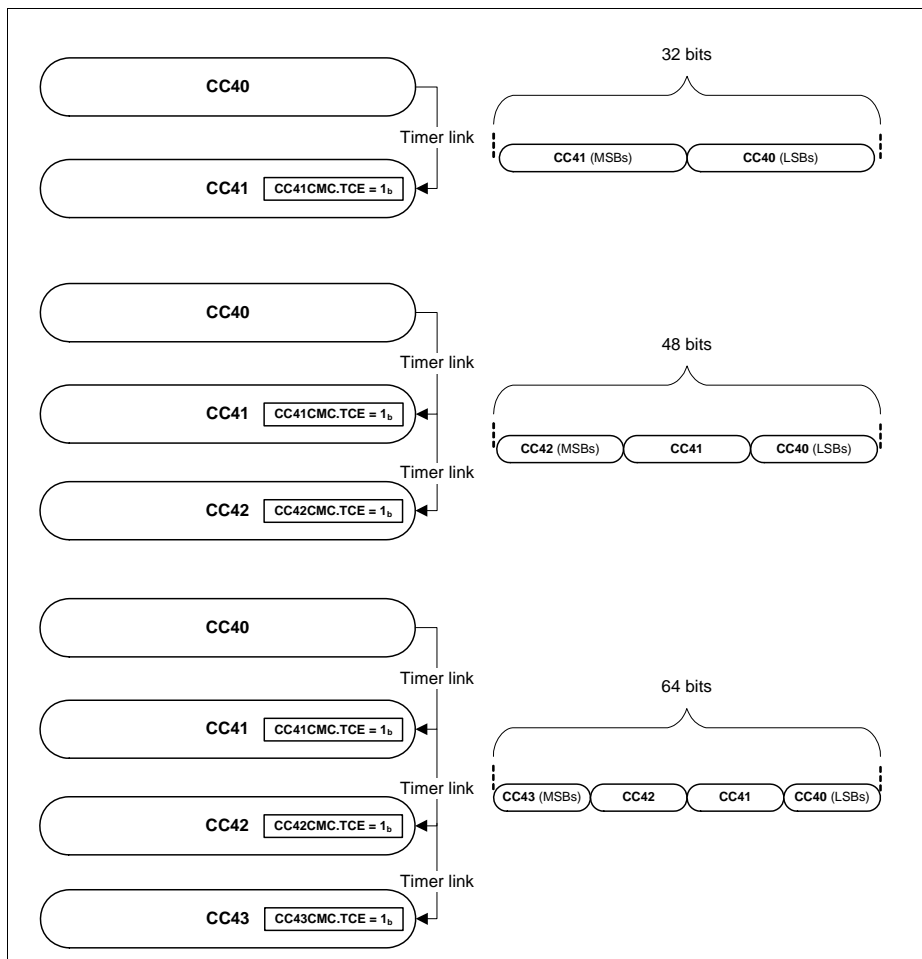 CC40
32 bits
Timer link
CC41 (MSBs) CC40 (LSBs)
CC41 CC41CMC.TCE = 1b
CC40
48 bits
Timer link
CC41 CC41CMC.TCE = 1b
CC42 (MSBs) CC41 CC40 (LSBs)
Timer link
CC42 CC42CMC.TCE = 1b
CC40
Timer link
64 bits
CC41 CC41CMC.TCE = 1b
Timer link
CC43 (MSBs) CC42 CC41 CC40 (LSBs)
CC42 CC42CMC.TCE = 1b
Timer link
CC43 CC43CMC.TCE = 1b